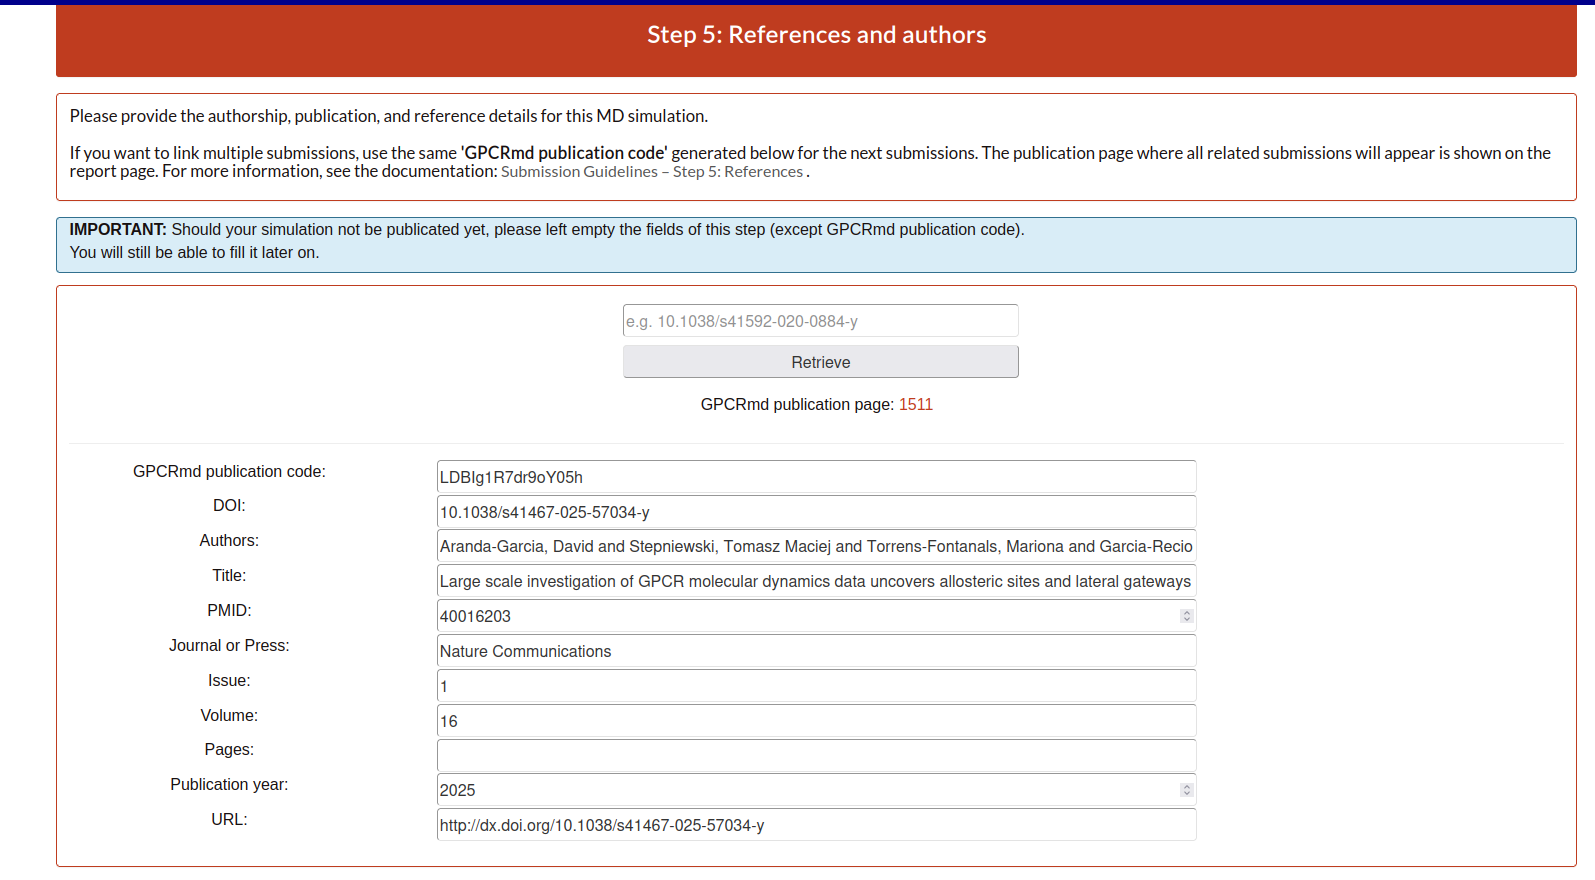 Step 5: References and authors
Please provide the authorship, publication, and reference details for this MD simulation.
If you want to link multiple submissions, use the same 'GPCRmd publication code' generated below for the next submissions. The publication page where all related submissions will appear is shown on the
report page. For more information, see the documentation: Submission Guidelines – Step 5: References .
IMPORTANT: Should your simulation not be publicated yet, please left empty the fields of this step (except GPCRmd publication code).
You will still be able to fill it later on.
e.g. 10.1038/s41592-020-0884-y
Retrieve
GPCRmd publication page: 1511
GPCRmd publication code: LDBIg1R7dr9oY05h
DOI: 10.1038/s41467-025-57034-y
Authors: Aranda-Garcia, David and Stepniewski, Tomasz Maciej and Torrens-Fontanals, Mariona and Garcia-Recio
Title: Large scale investigation of GPCR molecular dynamics data uncovers allosteric sites and lateral gateways
PMID: 40016203
Journal or Press: Nature Communications
Issue: 1
Volume: 16
Pages:
Publication year: 2025
URL: http://dx.doi.org/10.1038/s41467-025-57034-y